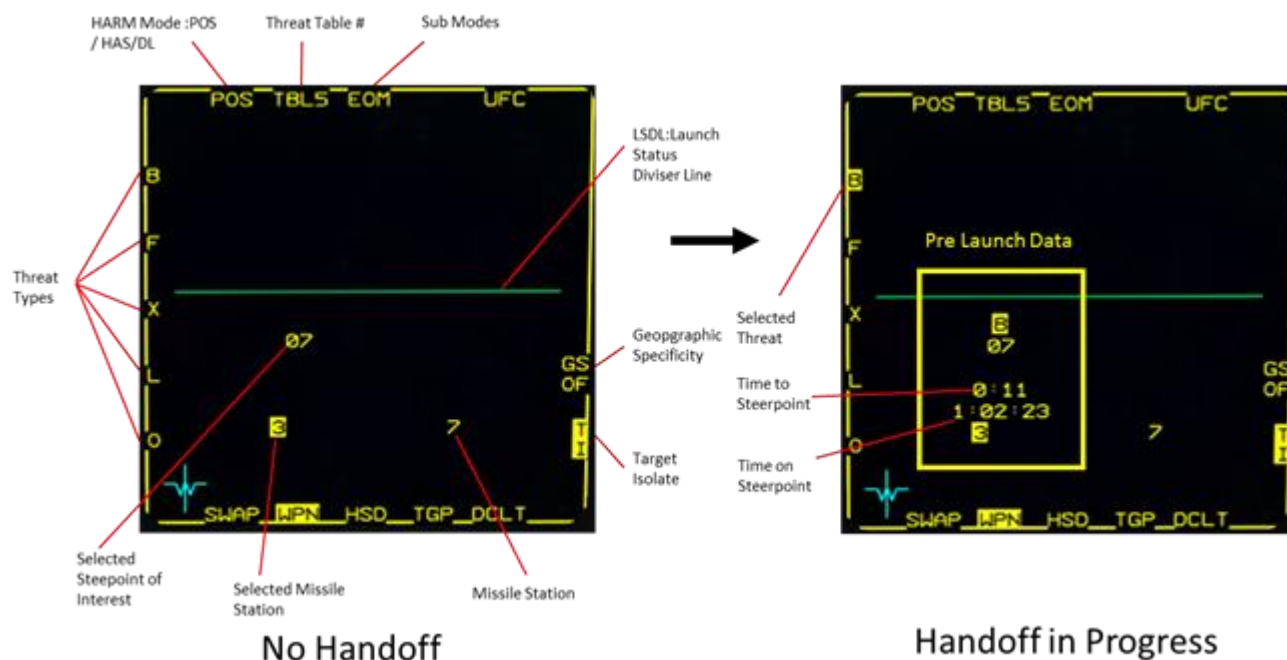 HARM Mode :POS
/ HAS/DL
Threat Table #
Sub Modes
POS TBL5 EOM UFC
B
F
X
L
O
Threat
Types
LSDL:Launch
Status
Diviser Line
07
GS
OF
Geopgraphic
Specificity
3
7
T
I
Target
Isolate
SWAP WPN HSD TGP DCLT
Selected
Steepoint of
Interest
Selected Missile
Station
Missile Station
No Handoff
POS TBL5 EOM UFC
B
F
X
L
O
Selected
Threat
Pre Launch Data
B
07
Time to
Steerpoint
0:11
1:02:23
Time on
Steerpoint
3
7
GS
OF
T
I
SWAP WPN HSD TGP DCLT
Handoff in Progress